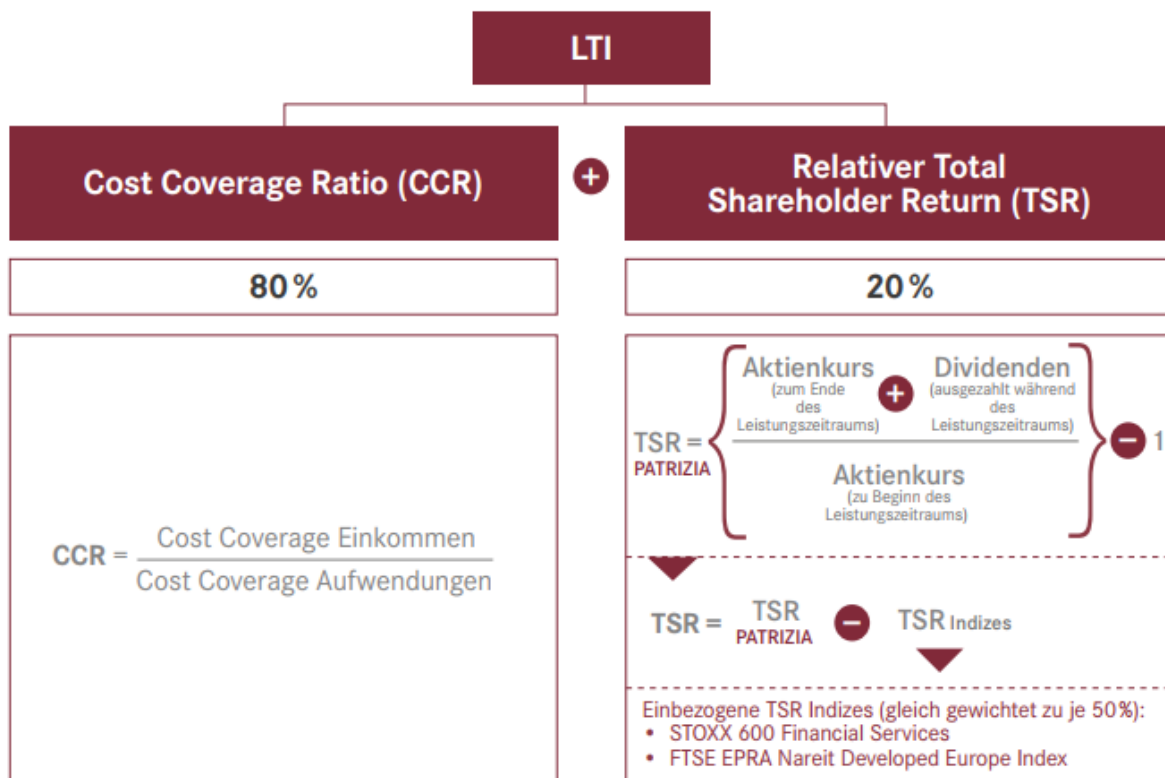 LTI
Cost Coverage Ratio (CCR)
+
Relativer Total
Shareholder Return (TSR)
80 %
20 %
CCR = Cost Coverage Einkommen
Cost Coverage Aufwendungen
Aktienkurs + Dividenden
(zum Ende (ausgezahlt während
des des
Leistungszeitraums) Leistungszeitraums)
TSR = − 1
PATRIZIA
Aktienkurs
(zu Beginn des
Leistungszeitraums)
TSR = TSR − TSR Indizes
PATRIZIA
Einbezogene TSR Indizes (gleich gewichtet zu je 50 %):
• STOXX 600 Financial Services
• FTSE EPRA Nareit Developed Europe Index